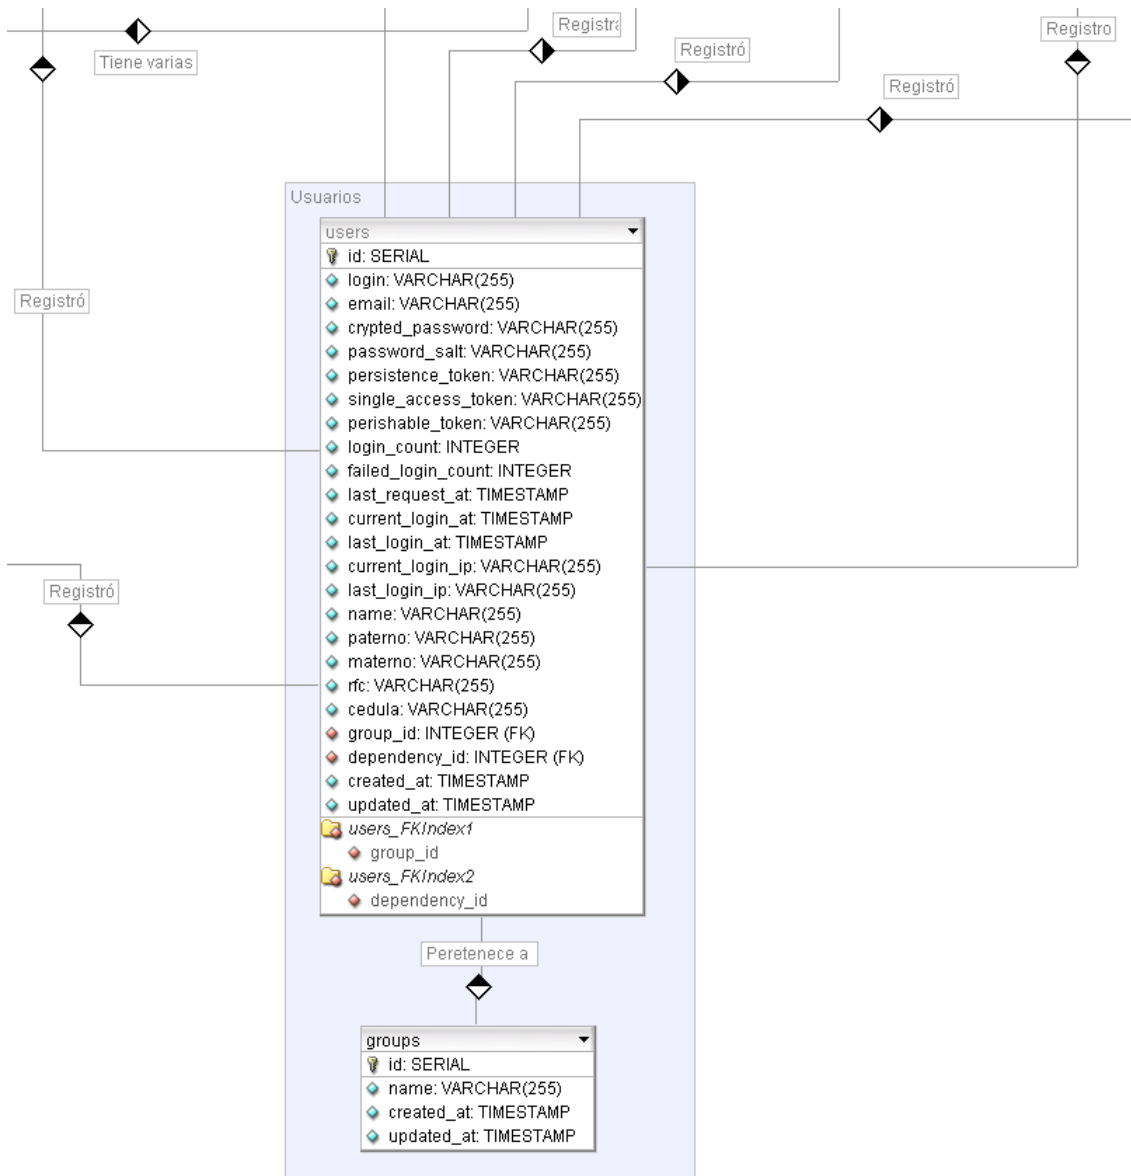 Registra
Registro
Registró
Tiene varias
Registró
Usuarios
users
id: SERIAL
login: VARCHAR(255)
email: VARCHAR(255)
Registró
crypted_password: VARCHAR(255)
password_salt: VARCHAR(255)
persistence_token: VARCHAR(255)
single_access_token: VARCHAR(255)
perishable_token: VARCHAR(255)
login_count: INTEGER
failed_login_count: INTEGER
last_request_at: TIMESTAMP
current_login_at: TIMESTAMP
last_login_at: TIMESTAMP
current_login_ip: VARCHAR(255)
Registró
last_login_ip: VARCHAR(255)
name: VARCHAR(255)
paterno: VARCHAR(255)
materno: VARCHAR(255)
rfc: VARCHAR(255)
cedula: VARCHAR(255)
group_id: INTEGER (FK)
dependency_id: INTEGER (FK)
created_at: TIMESTAMP
updated_at: TIMESTAMP
users_FKIndex1
group_id
users_FKIndex2
dependency_id
Peretenece a
groups
id: SERIAL
name: VARCHAR(255)
created_at: TIMESTAMP
updated_at: TIMESTAMP